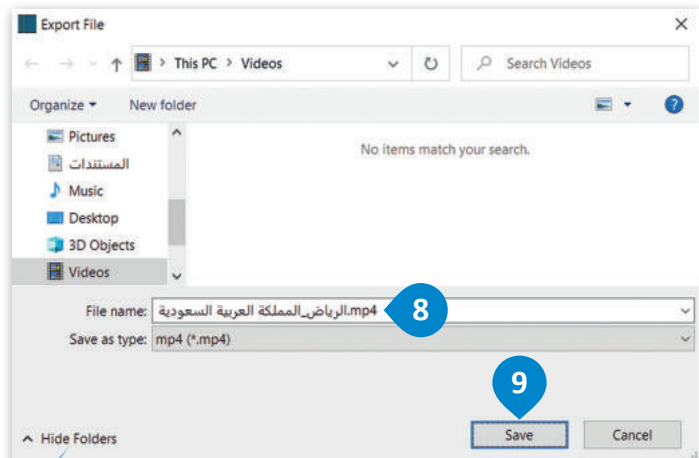 Export File
This PC > Videos
Search Videos
Organize
New folder
Pictures
المستندات
Music
Desktop
3D Objects
Videos
No items match your search.
File name: الرياض_المملكة العربية السعودية.mp4
8
Save as type: mp4 (*.mp4)
9
Hide Folders
Save
Cancel